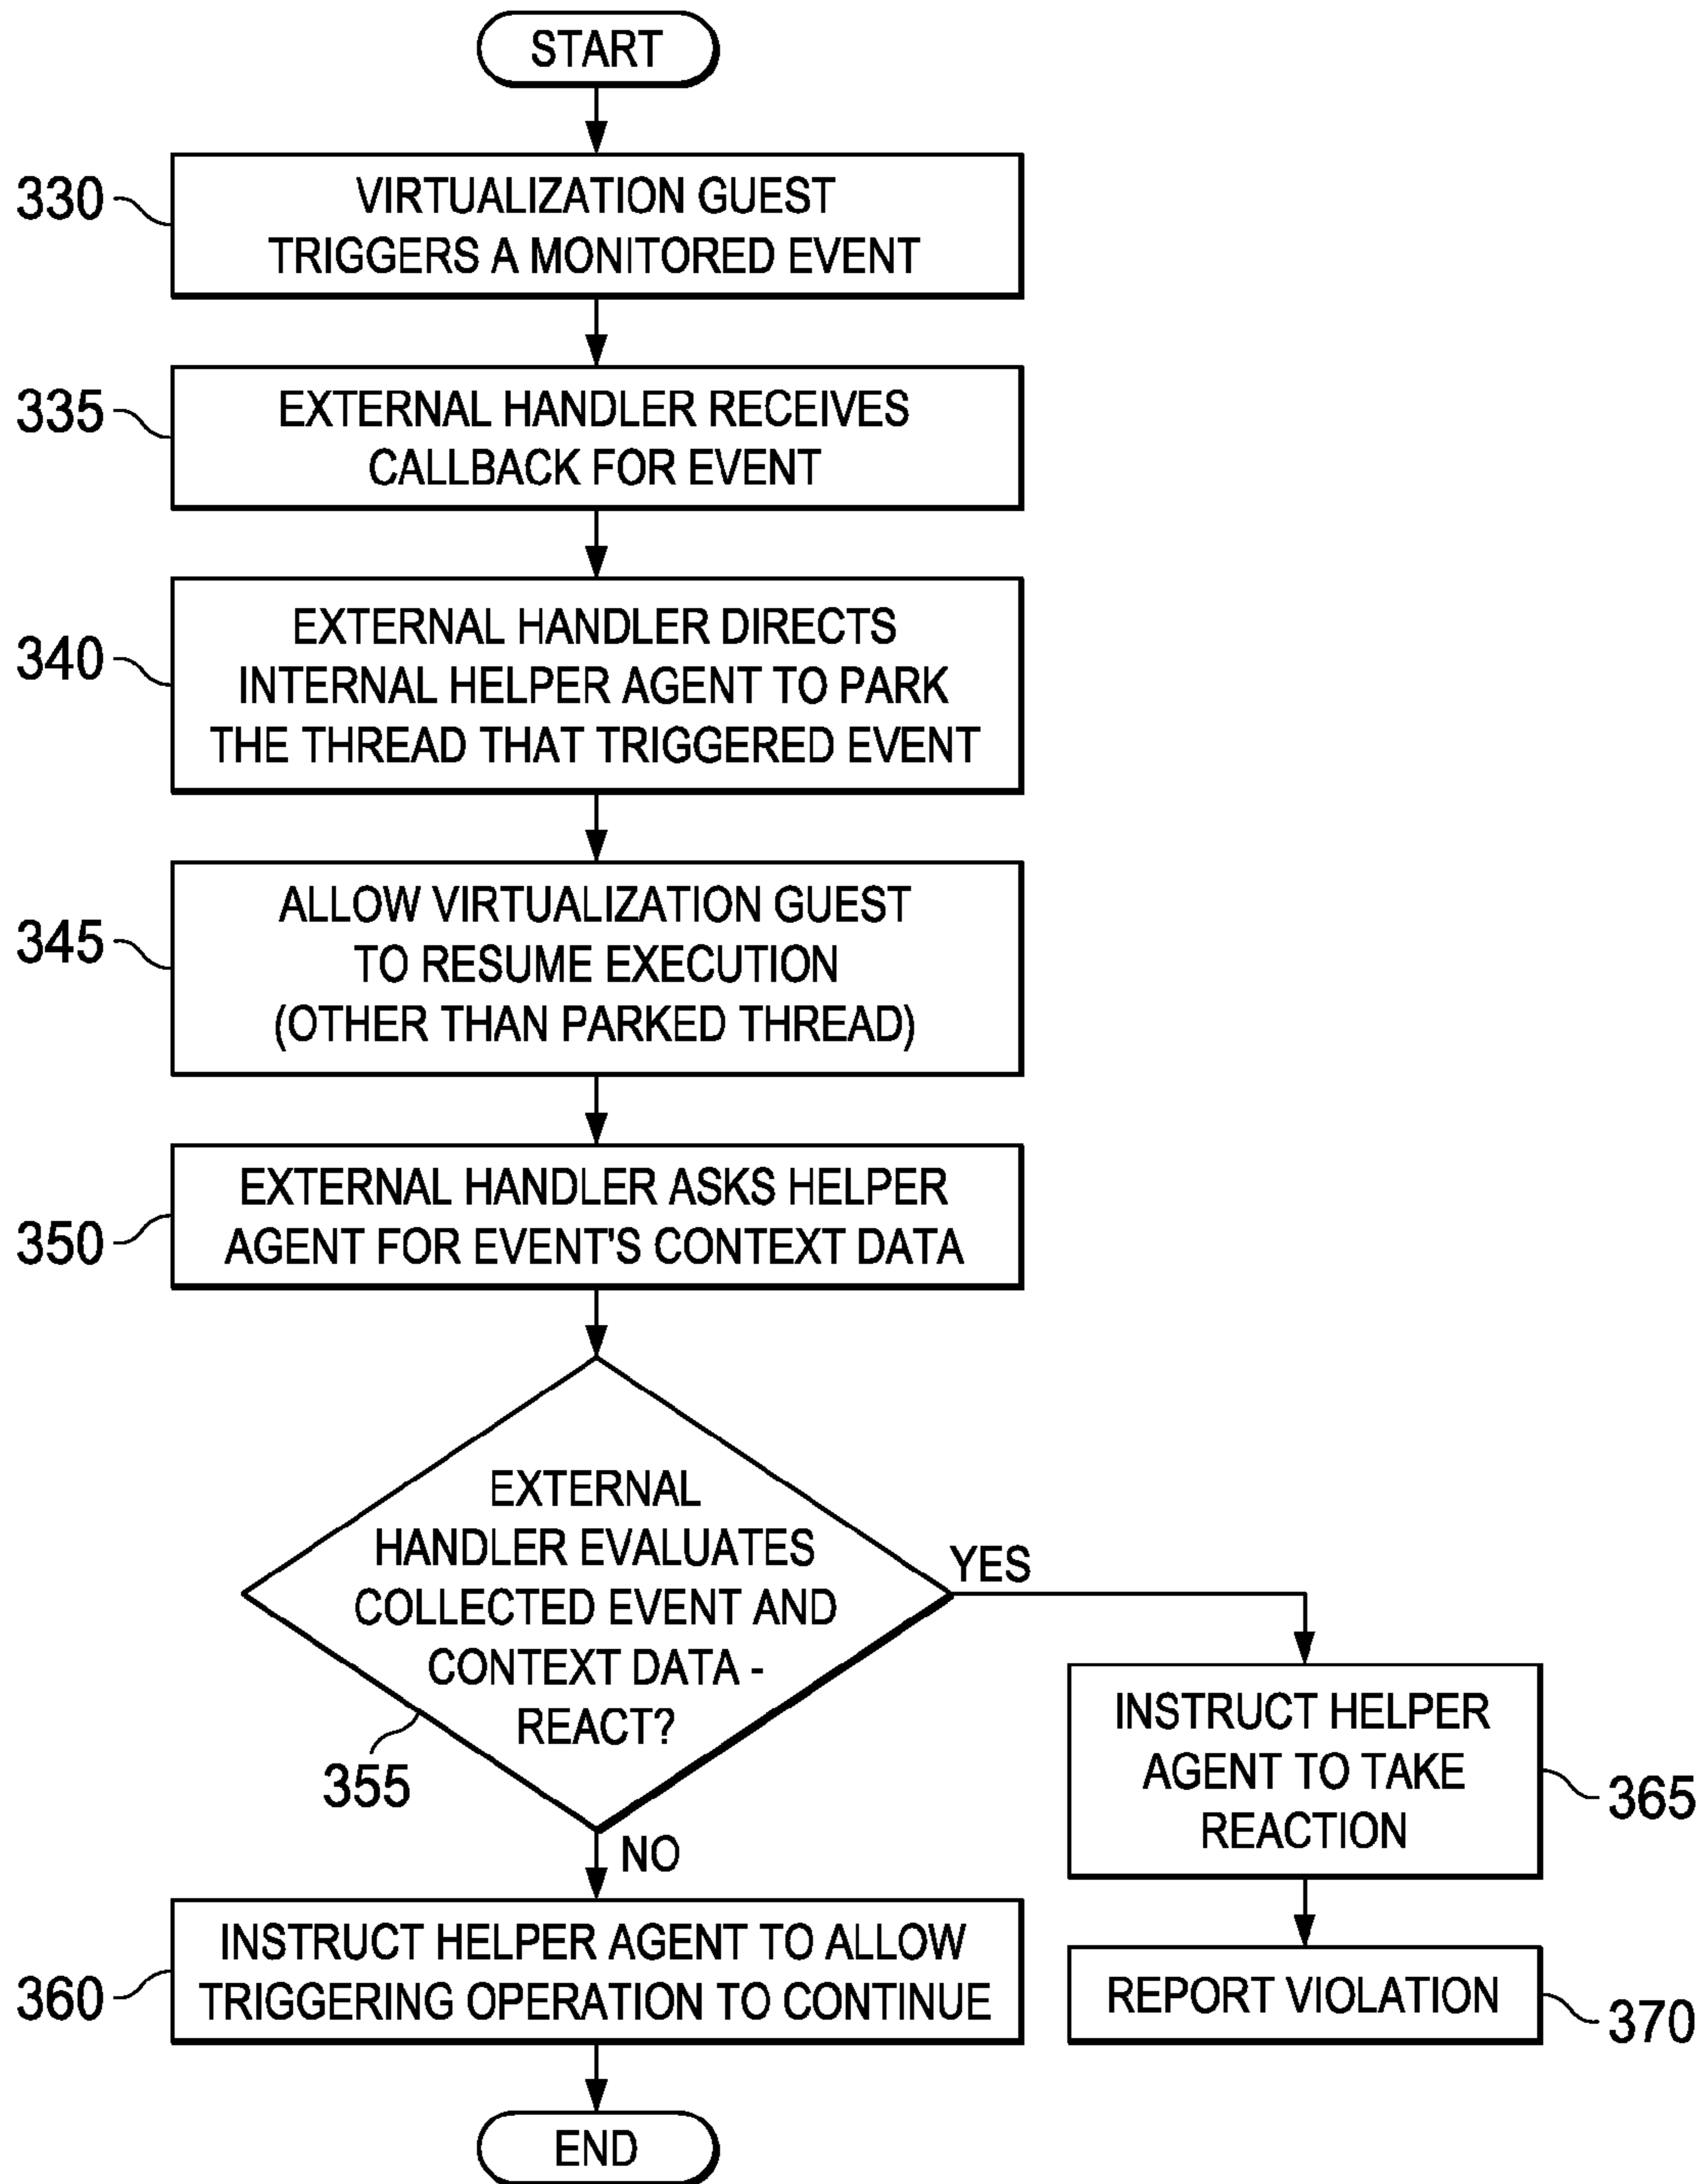 START
330
VIRTUALIZATION GUEST
TRIGGERS A MONITORED EVENT
335
EXTERNAL HANDLER RECEIVES
CALLBACK FOR EVENT
340
EXTERNAL HANDLER DIRECTS
INTERNAL HELPER AGENT TO PARK
THE THREAD THAT TRIGGERED EVENT
345
ALLOW VIRTUALIZATION GUEST
TO RESUME EXECUTION
(OTHER THAN PARKED THREAD)
350
EXTERNAL HANDLER ASKS HELPER
AGENT FOR EVENT'S CONTEXT DATA
EXTERNAL
HANDLER EVALUATES
COLLECTED EVENT AND
CONTEXT DATA -
REACT?
355
YES
INSTRUCT HELPER
AGENT TO TAKE
REACTION
365
NO
360
INSTRUCT HELPER AGENT TO ALLOW
TRIGGERING OPERATION TO CONTINUE
REPORT VIOLATION
370
END